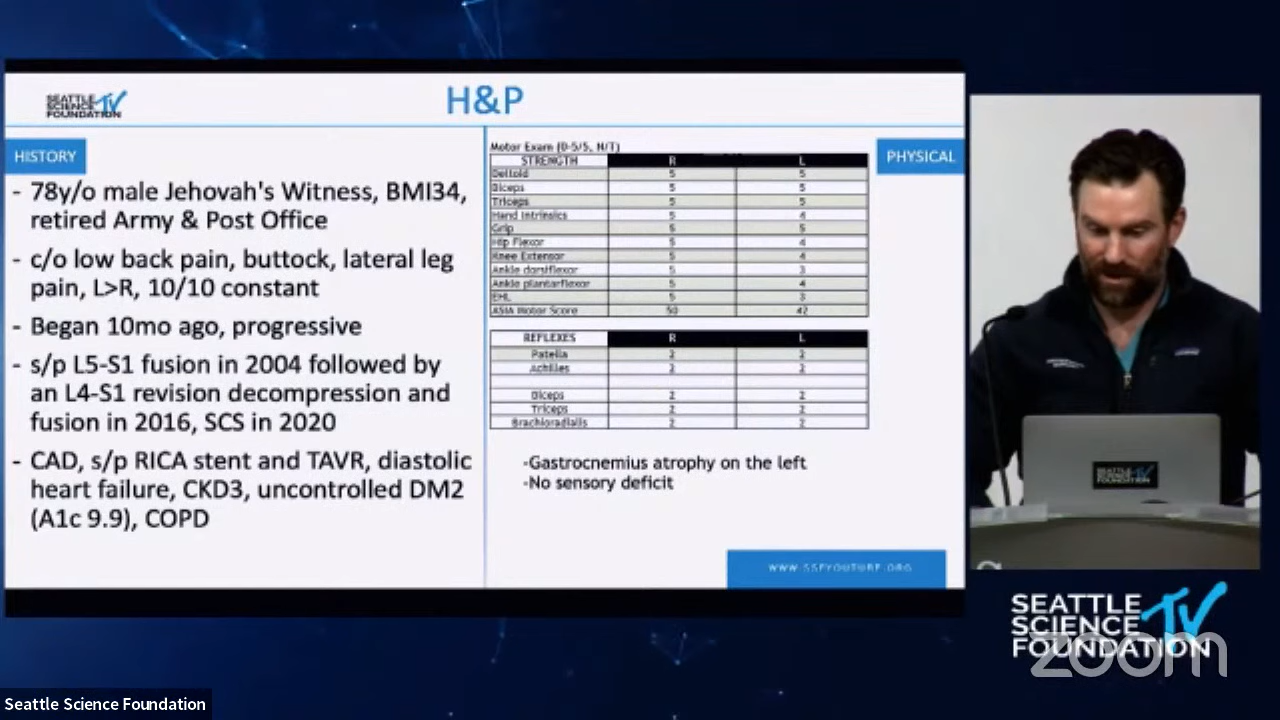 SEATTLE
SCIENCE TV
FOUNDATION
H&P
HISTORY
- 78y/o male Jehovah's Witness, BMI34,
retired Army & Post Office
- c/o low back pain, buttock, lateral leg
pain, L>R, 10/10 constant
- Began 10mo ago, progressive
- s/p L5-S1 fusion in 2004 followed by
an L4-S1 revision decompression and
fusion in 2016, SCS in 2020
- CAD, s/p RICA stent and TAVR, diastolic
heart failure, CKD3, uncontrolled DM2
(A1c 9.9), COPD
PHYSICAL
Motor Exam (0-5/5, N/T)
STRENGTH R L
Deltoid 5 5
Biceps 5 5
Triceps 5 5
Hand Intrinsics 5 4
Grip 5 5
Hip Flexor 5 4
Knee Extensor 5 4
Ankle dorsiflexor 5 3
Ankle plantarflexor 5 4
EHL 5 3
ASIA Motor Score 50 42
REFLEXES R L
Patella 2 2
Achilles 2 2
Biceps 2 2
Triceps 2 2
Brachioradialis 2 2
-Gastrocnemius atrophy on the left
-No sensory deficit
SEATTLE
SCIENCE TV
FOUNDATION
SEATTLE
SCIENCE TV
FOUNDATION
zoom
Seattle Science Foundation